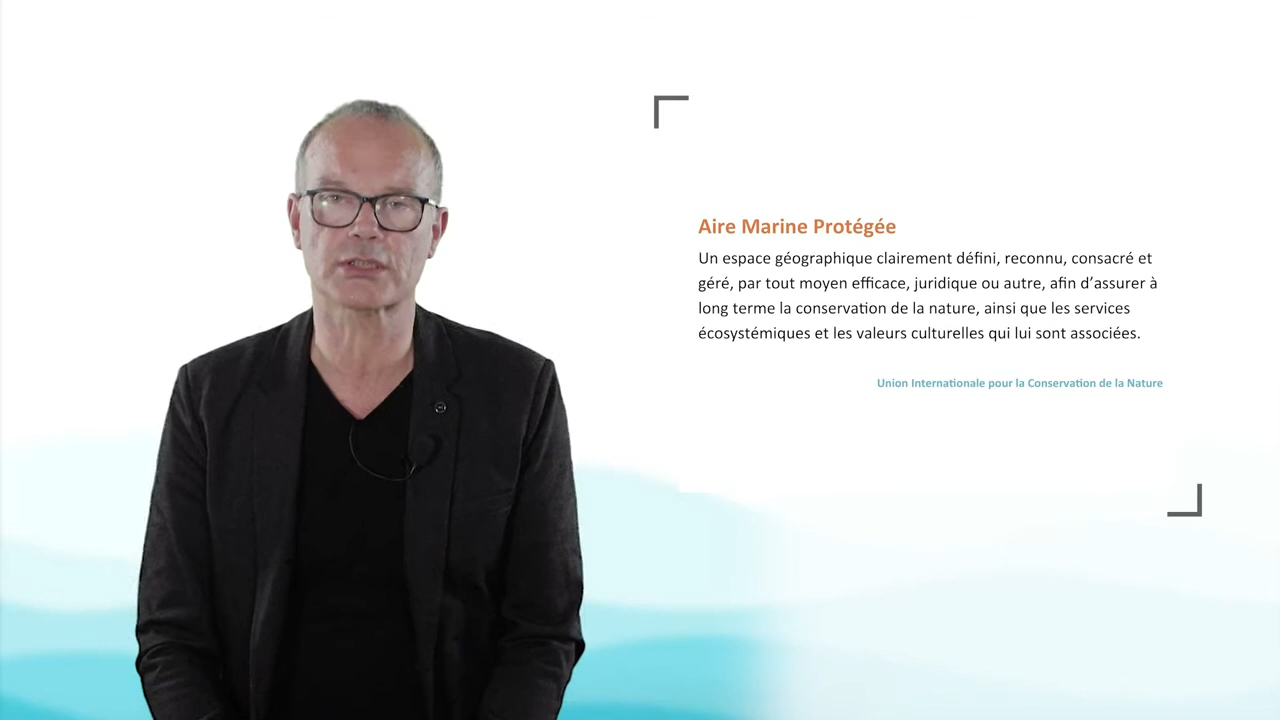 Aire Marine Protégée
Un espace géographique clairement défini, reconnu, consacré et
géré, par tout moyen efficace, juridique ou autre, afin d’assurer à
long terme la conservation de la nature, ainsi que les services
écosystémiques et les valeurs culturelles qui lui sont associées.
Union Internationale pour la Conservation de la Nature